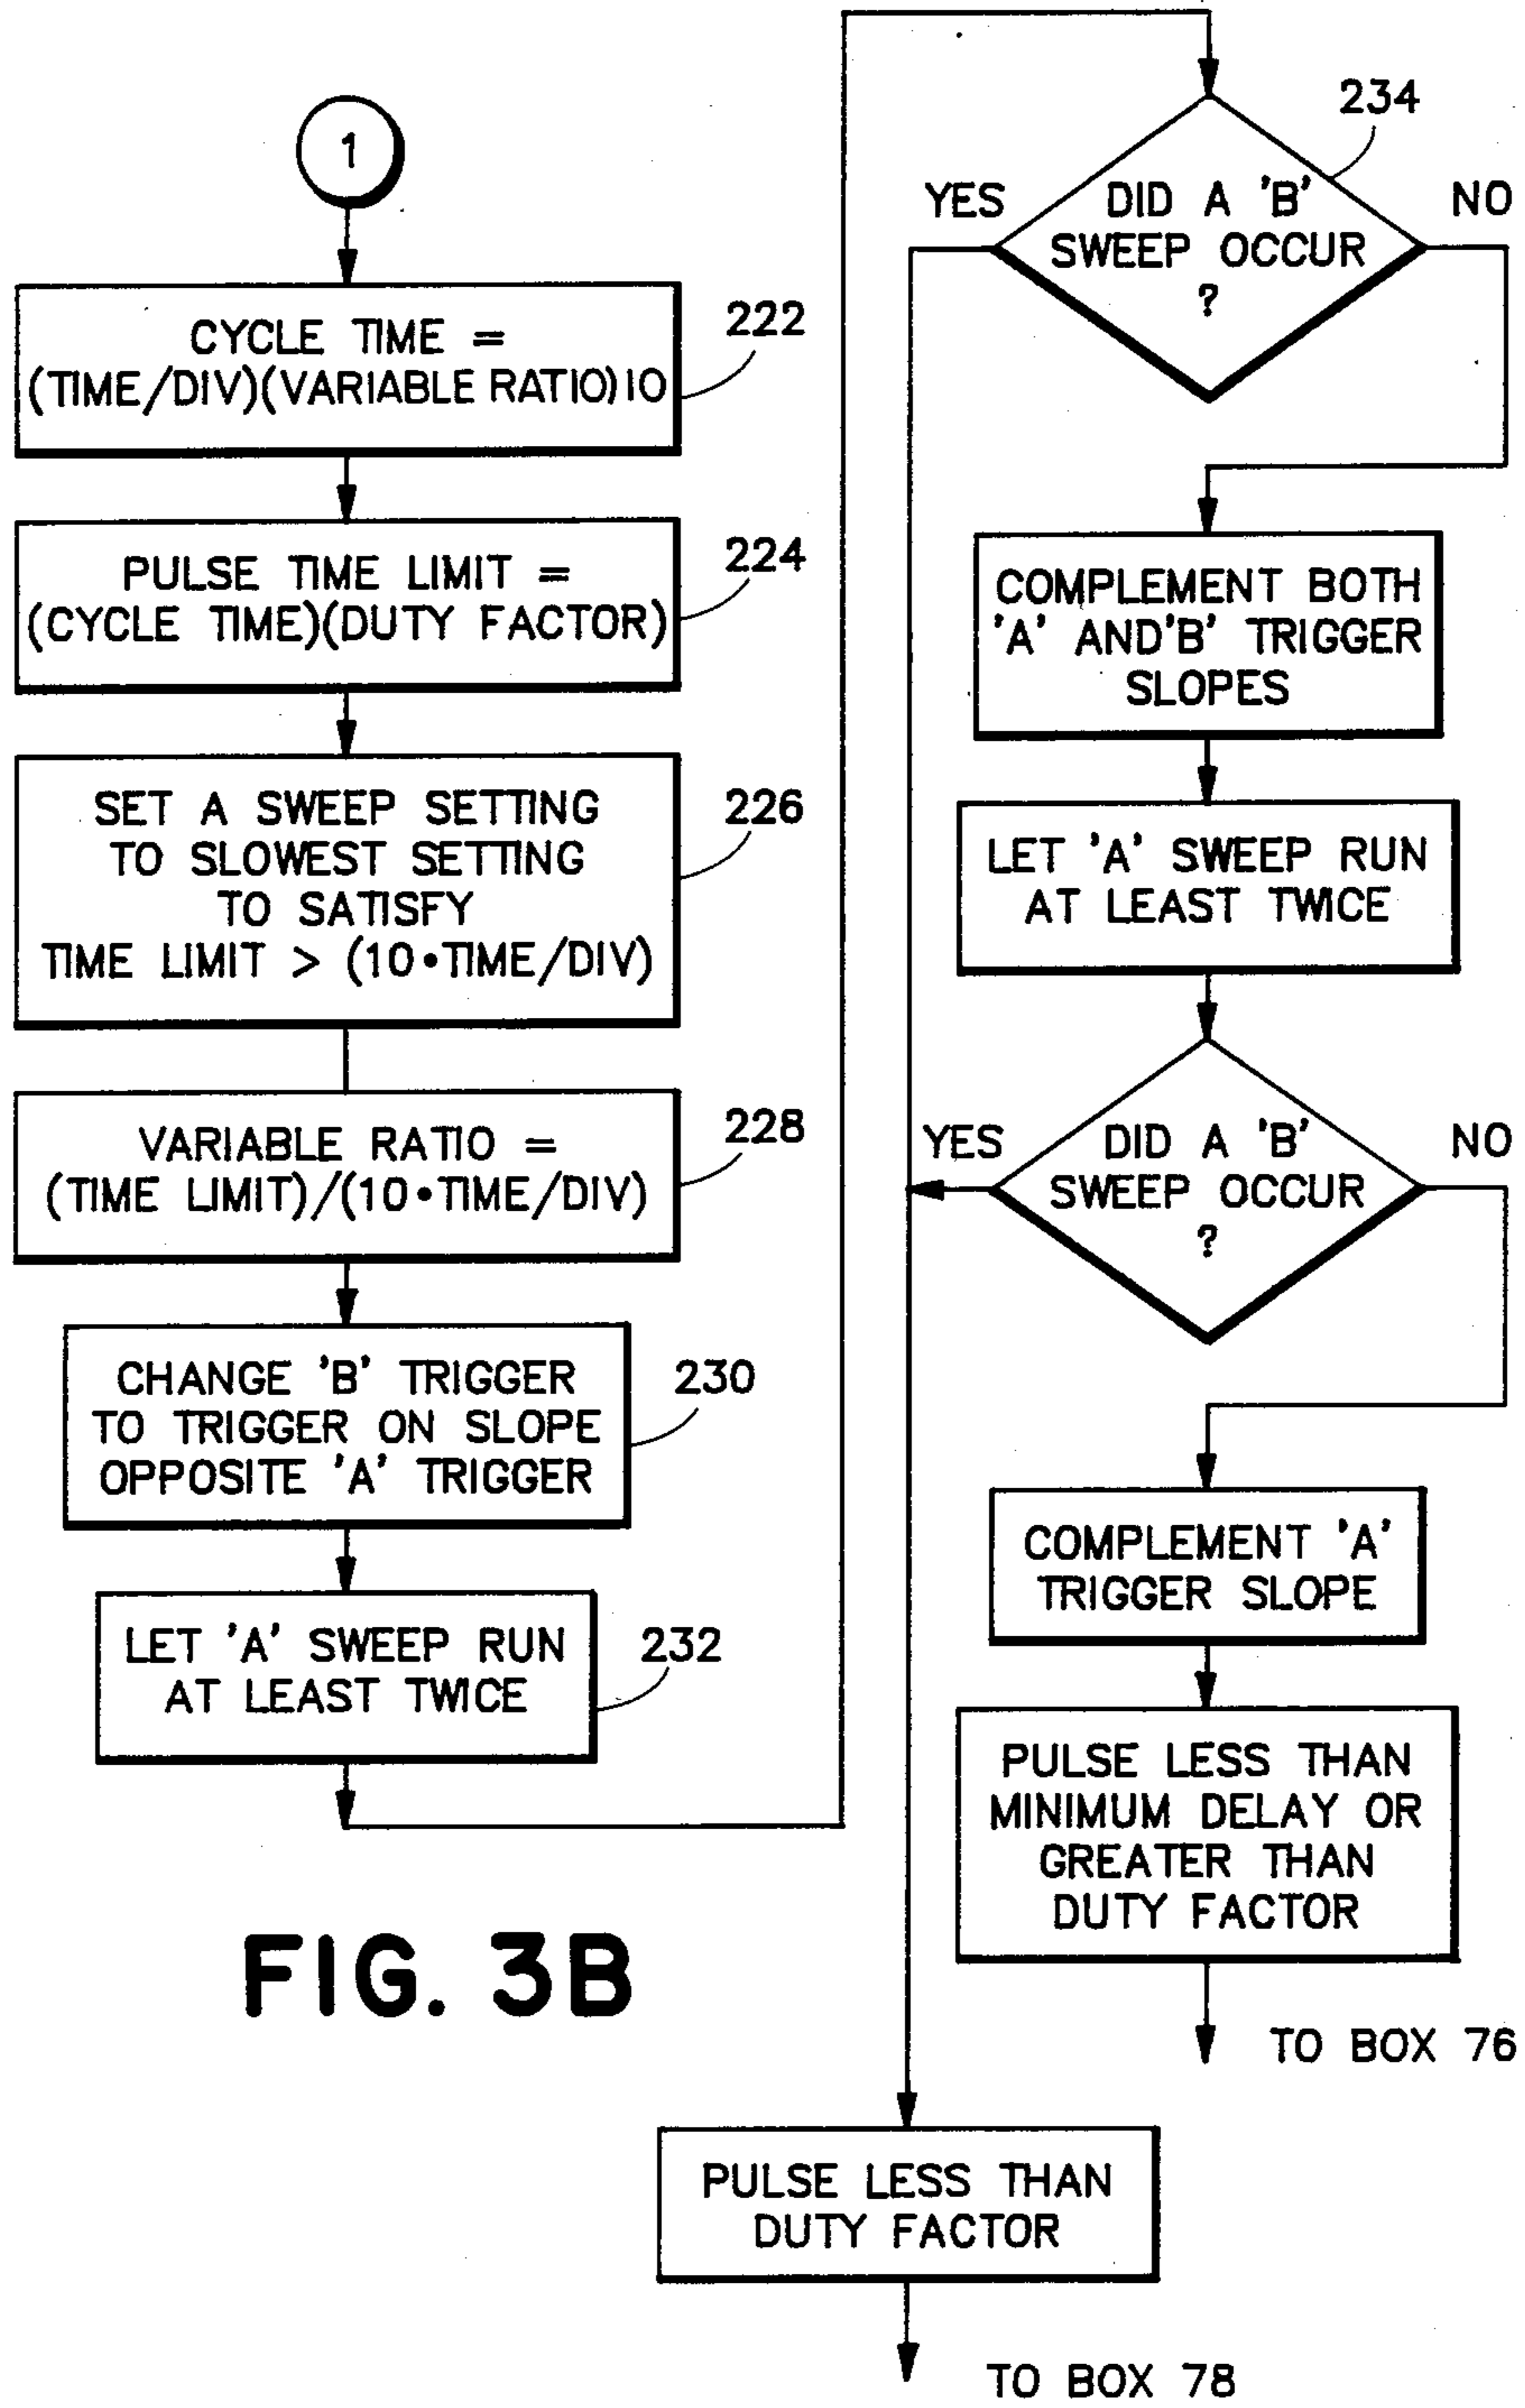 1
CYCLE TIME =
(TIME/DIV)(VARIABLE RATIO)10
222
PULSE TIME LIMIT =
(CYCLE TIME)(DUTY FACTOR)
224
SET A SWEEP SETTING
TO SLOWEST SETTING
TO SATISFY
TIME LIMIT > (10•TIME/DIV)
226
VARIABLE RATIO =
(TIME LIMIT)/(10•TIME/DIV)
228
CHANGE 'B' TRIGGER
TO TRIGGER ON SLOPE
OPPOSITE 'A' TRIGGER
230
LET 'A' SWEEP RUN
AT LEAST TWICE
232
234
YES
DID A 'B'
SWEEP OCCUR
?
NO
COMPLEMENT BOTH
'A' AND 'B' TRIGGER
SLOPES
LET 'A' SWEEP RUN
AT LEAST TWICE
YES
DID A 'B'
SWEEP OCCUR
?
NO
COMPLEMENT 'A'
TRIGGER SLOPE
PULSE LESS THAN
MINIMUM DELAY OR
GREATER THAN
DUTY FACTOR
TO BOX 76
PULSE LESS THAN
DUTY FACTOR
TO BOX 78
FIG. 3B